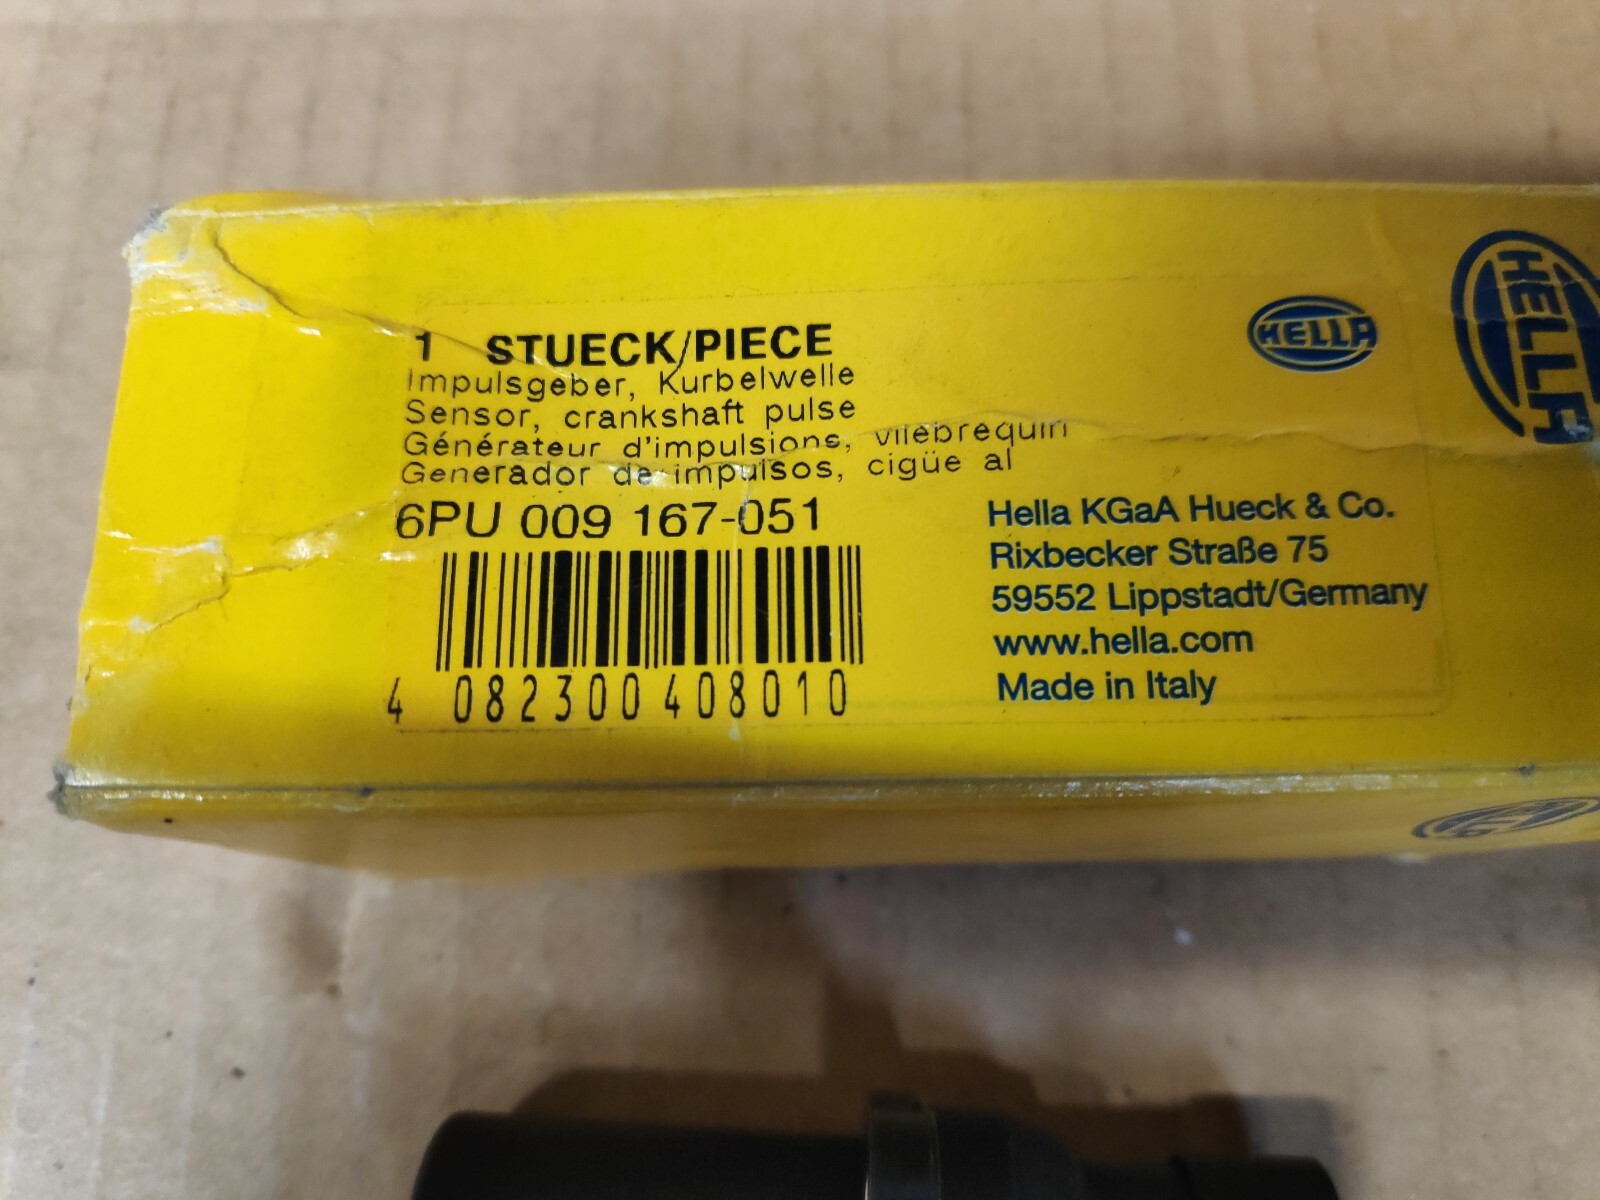 1 STUECK/PIECE
Impulsgeber, Kurbelwelle
Sensor, crankshaft pulse
Générateur d'impulsions, vilebrequin
Generador de impulsos, cigüe al
6PU 009 167-051
4 082300 408010
HELLA
Hella KGaA Hueck & Co.
Rixbecker Straße 75
59552 Lippstadt/Germany
www.hella.com
Made in Italy
HELLA